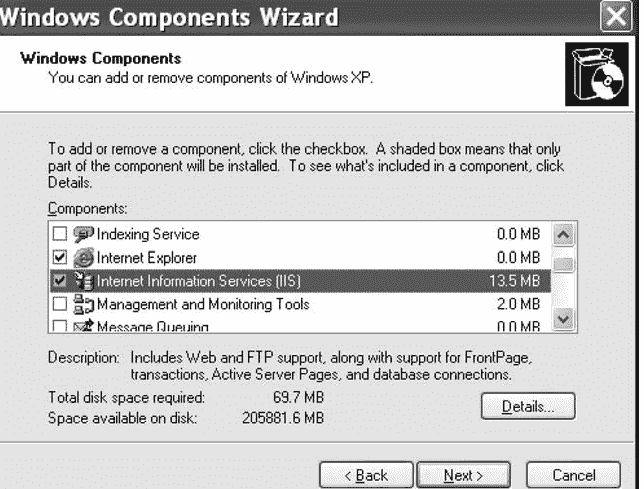 Windows Components Wizard
Windows Components
You can add or remove components of Windows XP.
To add or remove a component, click the checkbox. A shaded box means that only
part of the component will be installed. To see what's included in a component, click
Details.
Components:
Indexing Service 0.0 MB
Internet Explorer 0.0 MB
Internet Information Services (IIS) 13.5 MB
Management and Monitoring Tools 2.0 MB
Message Queuing 0.0 MB
Description: Includes Web and FTP support, along with support for FrontPage,
transactions, Active Server Pages, and database connections.
Total disk space required: 69.7 MB
Space available on disk: 205881.6 MB
Details...
< Back Next > Cancel